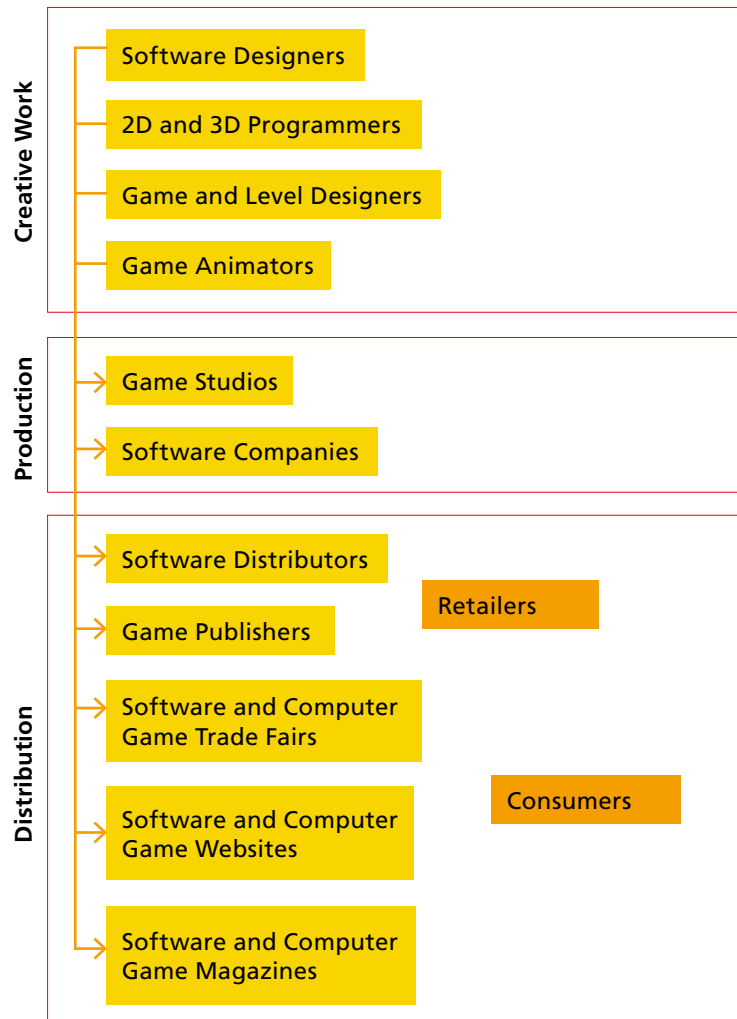 Creative Work
Software Designers
2D and 3D Programmers
Game and Level Designers
Game Animators
Production
Game Studios
Software Companies
Distribution
Software Distributors
Retailers
Game Publishers
Software and Computer
Game Trade Fairs
Consumers
Software and Computer
Game Websites
Software and Computer
Game Magazines